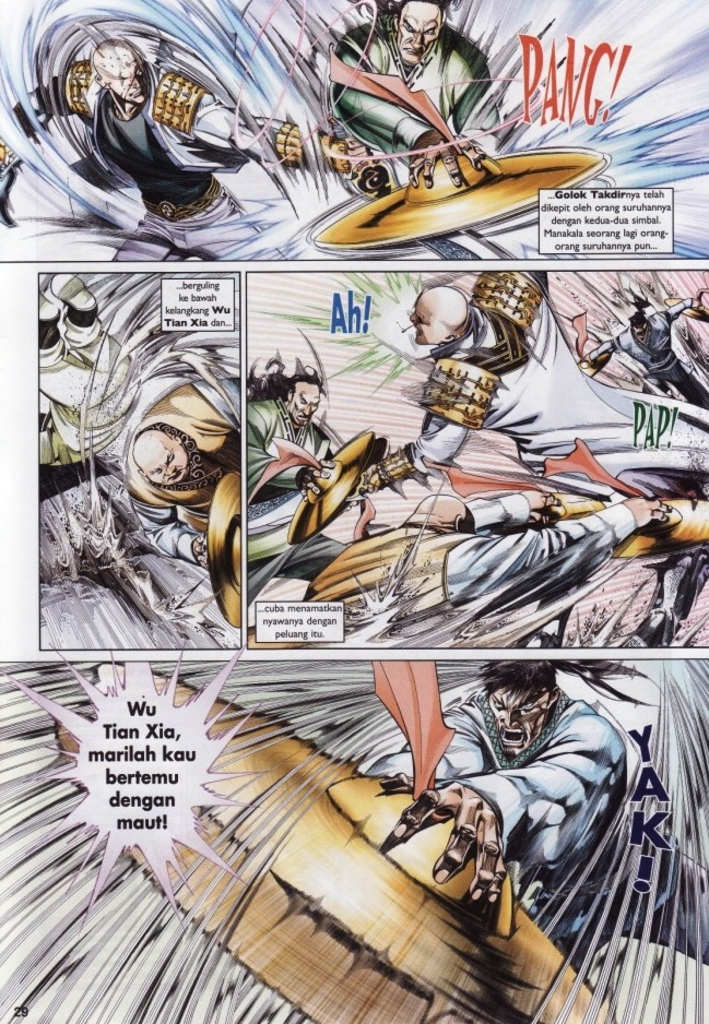 PANG!
...Golok Takdirnya telah
dikepit oleh orang suruhannya
dengan kedua-dua simbal.
Manakala seorang lagi orang-
orang suruhannya pun...
...berguling
ke bawah
kelangkang Wu
Tian Xia dan...
Ah!
PAP!
...cuba menamatkan
nyawanya dengan
peluang itu.
Wu
Tian Xia,
marilah kau
bertemu
dengan
maut!
YAK!
29